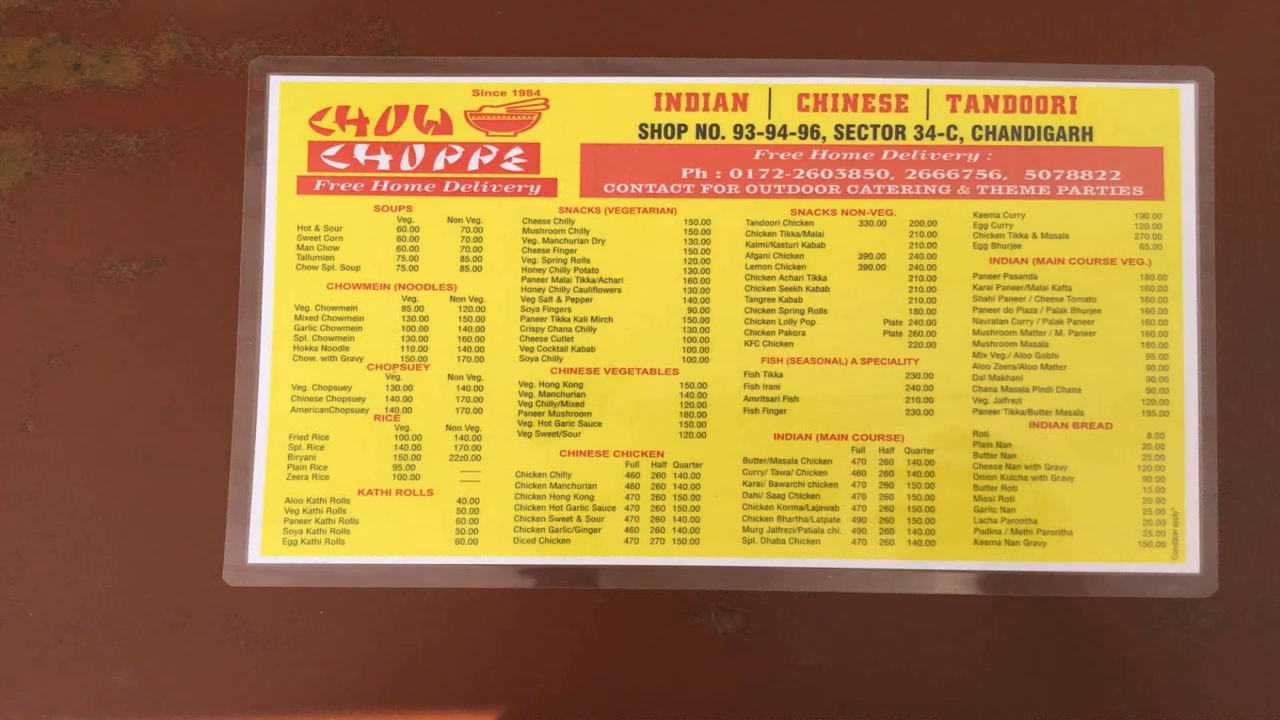 Since 1984
CHOW
CHOPPE
Free Home Delivery
INDIAN | CHINESE | TANDOORI
SHOP NO. 93-94-96, SECTOR 34-C, CHANDIGARH
Free Home Delivery :
Ph : 0172-2603850, 2666756, 5078822
CONTACT FOR OUTDOOR CATERING & THEME PARTIES
SOUPS
Veg. Non Veg.
Hot & Sour 60.00 70.00
Sweet Corn 60.00 70.00
Man Chow 60.00 70.00
Tallumien 75.00 85.00
Chow Spl. Soup 75.00 85.00
CHOWMEIN (NOODLES)
Veg. Non Veg.
Veg. Chowmein 85.00 120.00
Mixed Chowmein 130.00 150.00
Garlic Chowmein 100.00 140.00
Spl. Chowmein 130.00 160.00
Hokka Noodle 110.00 140.00
Chow. with Gravy 150.00 170.00
CHOPSUEY
Veg. Non Veg.
Veg. Chopsuey 130.00 140.00
Chinese Chopsuey 140.00 170.00
AmericanChopsuey 140.00 170.00
RICE
Veg. Non Veg.
Fried Rice 100.00 140.00
Spl. Rice 140.00 170.00
Biryani 150.00 220.00
Plain Rice 95.00
Zeera Rice 100.00
KATHI ROLLS
Aloo Kathi Rolls 40.00
Veg Kathi Rolls 50.00
Paneer Kathi Rolls 60.00
Soya Kathi Rolls 50.00
Egg Kathi Rolls 60.00
SNACKS (VEGETARIAN)
Cheese Chilly 150.00
Mushroom Chilly 150.00
Veg. Manchurian Dry 130.00
Cheese Finger 150.00
Veg. Spring Rolls 120.00
Honey Chilly Potato 130.00
Paneer Malai Tikka/Achari 160.00
Honey Chilly Cauliflowers 130.00
Veg Salt & Pepper 140.00
Soya Fingers 90.00
Paneer Tikka Kali Mirch 150.00
Crispy Chana Chilly 130.00
Cheese Cutlet 100.00
Veg Cocktail Kabab 100.00
Soya Chilly 100.00
CHINESE VEGETABLES
Veg. Hong Kong 150.00
Veg. Manchurian 140.00
Veg Chilly/Mixed 120.00
Paneer Mushroom 160.00
Veg. Hot Garic Sauce 150.00
Veg Sweet/Sour 120.00
CHINESE CHICKEN
Full Half Quarter
Chicken Chilly 460 260 140.00
Chicken Manchurian 460 260 140.00
Chicken Hong Kong 470 260 150.00
Chicken Hot Garlic Sauce 470 260 150.00
Chicken Sweet & Sour 470 260 140.00
Chicken Garlic/Ginger 460 260 140.00
Diced Chicken 470 270 150.00
SNACKS NON-VEG.
Tandoori Chicken 330.00 200.00
Chicken Tikka/Malai 210.00
Kalmi/Kasturi Kabab 210.00
Afgani Chicken 390.00 240.00
Lemon Chicken 390.00 240.00
Chicken Achari Tikka 210.00
Chicken Seekh Kabab 210.00
Tangree Kabab 210.00
Chicken Spring Rolls 180.00
Chicken Lolly Pop Plate 240.00
Chicken Pakora Plate 260.00
KFC Chicken 220.00
FISH (SEASONAL) A SPECIALITY
Fish Tikka 230.00
Fish Irani 240.00
Amritsari Fish 210.00
Fish Finger 230.00
INDIAN (MAIN COURSE)
Full Half Quarter
Butter/Masala Chicken 470 260 140.00
Curry/ Tawa/ Chicken 460 260 140.00
Karai/ Bawarchi chicken 470 260 150.00
Dahi/ Saag Chicken 470 260 150.00
Chicken Korma/Lajawab 470 260 150.00
Chicken Bhartha/Latpate 490 260 150.00
Murg Jalfrezi/Patiala chi. 490 260 140.00
Spl. Dhaba Chicken 470 260 140.00
Keema Curry 190.00
Egg Curry 120.00
Chicken Tikka & Masala 270.00
Egg Bhurjee 65.00
INDIAN (MAIN COURSE VEG.)
Paneer Pasanda 180.00
Karai Paneer/Malai Kafta 160.00
Shahi Paneer / Cheese Tomato 160.00
Paneer do Plaza / Palak Bhurjee 160.00
Navratan Curry / Palak Paneer 160.00
Mushroom Matter / M. Paneer 160.00
Mushroom Masala 160.00
Mix Veg./ Aloo Gobhi 95.00
Aloo Zeera/Aloo Matter 90.00
Dal Makhani 90.00
Chana Masala Pindi Chana 90.00
Veg. Jalfrezi 120.00
Paneer Tikka/Butter Masala 195.00
INDIAN BREAD
Roti 8.00
Plain Nan 20.00
Butter Nan 25.00
Cheese Nan with Gravy 120.00
Onion Kulcha with Gravy 90.00
Butter Roti 15.00
Missi Roti 20.00
Garlic Nan 25.00
Lacha Parontha 20.00
Pudina / Methi Parontha 25.00
Keema Nan Gravy 150.00
Condition apply*